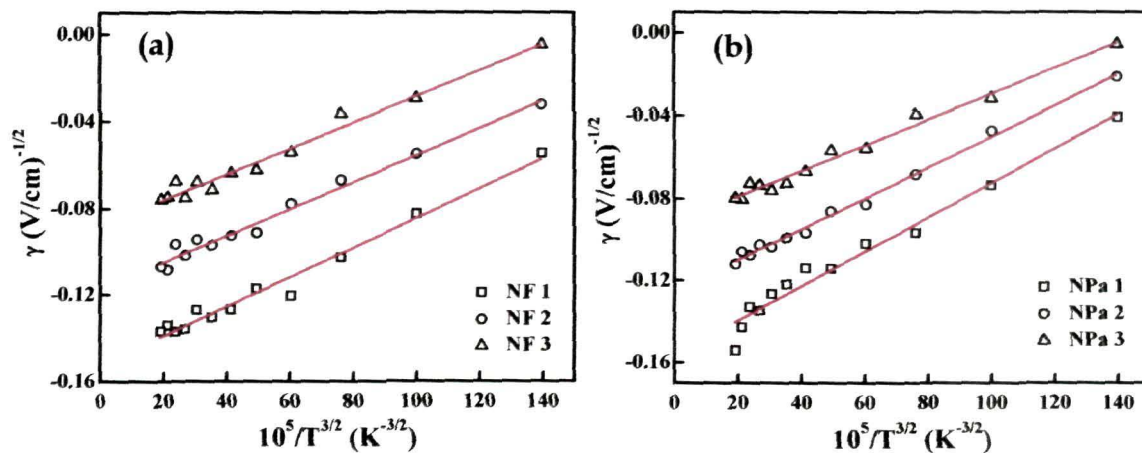 (a)
0.00
-0.04
-0.08
-0.12
-0.16
γ (V/cm)^-1/2
NF 1
NF 2
NF 3
0 20 40 60 80 100 120 140
10^5/T^3/2 (K^-3/2)
(b)
0.00
-0.04
-0.08
-0.12
-0.16
γ (V/cm)^-1/2
NPa 1
NPa 2
NPa 3
0 20 40 60 80 100 120 140
10^5/T^3/2 (K^-3/2)